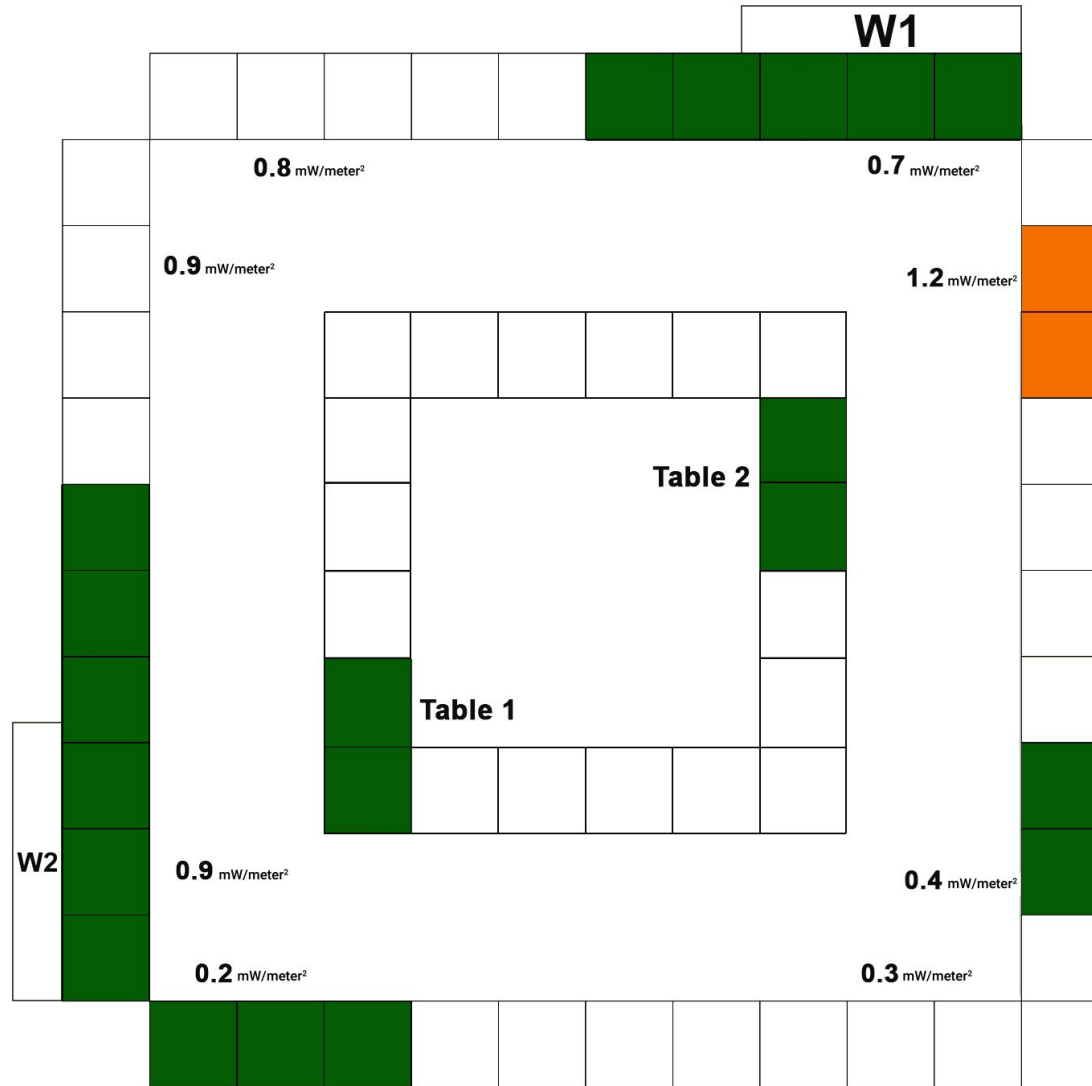 W1
0.8 mW/meter²
0.7 mW/meter²
0.9 mW/meter²
1.2 mW/meter²
Table 2
Table 1
W2
0.9 mW/meter²
0.4 mW/meter²
0.2 mW/meter²
0.3 mW/meter²